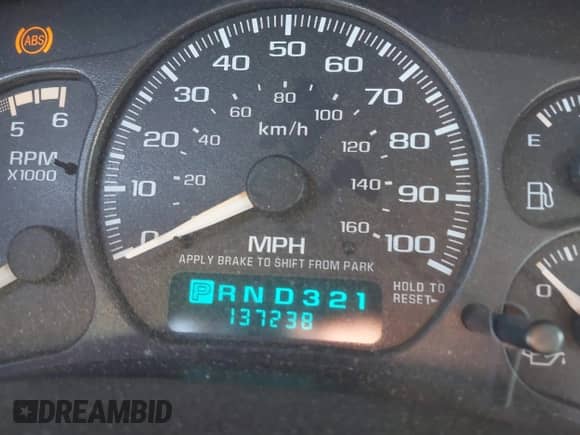 ABS
50
40 60
30 70
20 80
10 90
0 100
60 80 100
40 120
20 140
160
km/h
5 6
RPM
X1000
E
MPH
APPLY BRAKE TO SHIFT FROM PARK
PRND321
137238
HOLD TO
RESET
0
DREAMBID